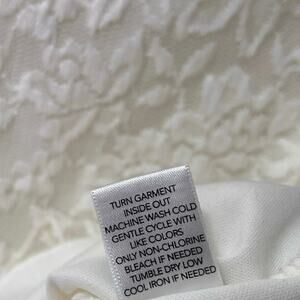 TURN GARMENT
INSIDE OUT
MACHINE WASH COLD
GENTLE CYCLE WITH
LIKE COLORS
ONLY NON-CHLORINE
BLEACH IF NEEDED
TUMBLE DRY LOW
COOL IRON IF NEEDED